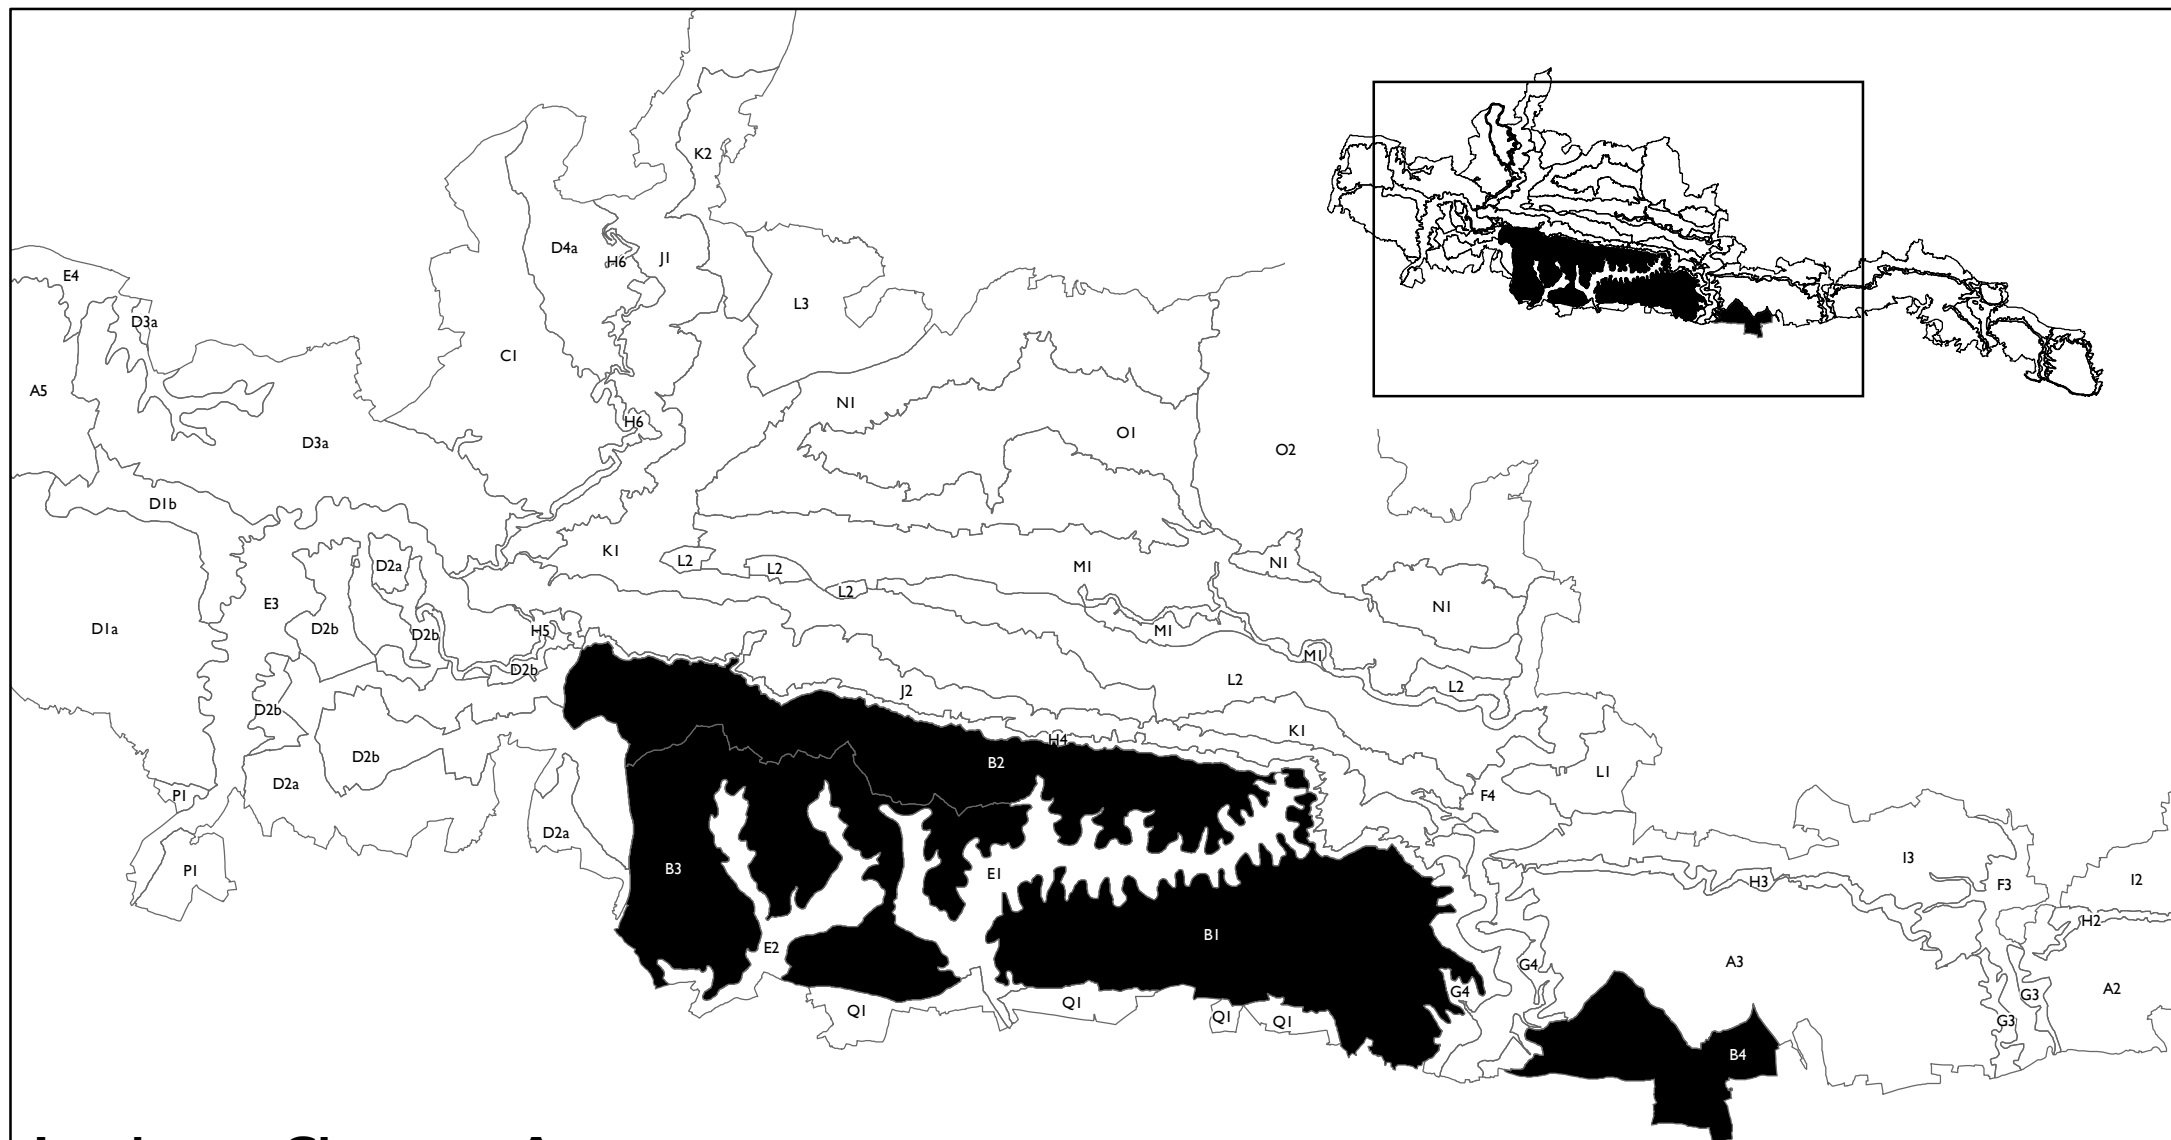 K2
D4a
H6
J1
E4
L3
D3a
C1
A5
N1
H6
D3a
O1
O2
D1b
K1
L2
D2a
L2
M1
N1
L2
E3
N1
D1a
D2b
D2b
H5
M1
M1
D2b
L2
L2
J2
D2b
K1
H4
D2b
B2
D2a
L1
P1
F4
D2a
I3
B3
P1
E1
H3
F3
I2
H2
B1
E2
A3
G4
G4
A2
G3
Q1
Q1
Q1
Q1
G3
B4